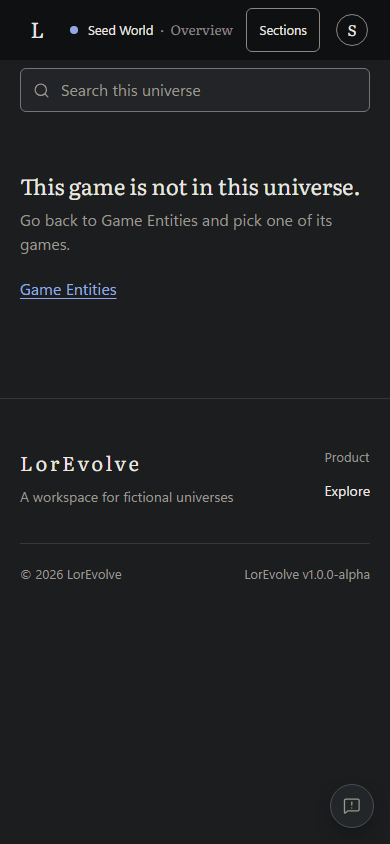 L
Seed World · Overview
Sections
S
Search this universe
This game is not in this universe.
Go back to Game Entities and pick one of its
games.
Game Entities
LorEvolve
A workspace for fictional universes
Product
Explore
© 2026 LorEvolve
LorEvolve v1.0.0-alpha